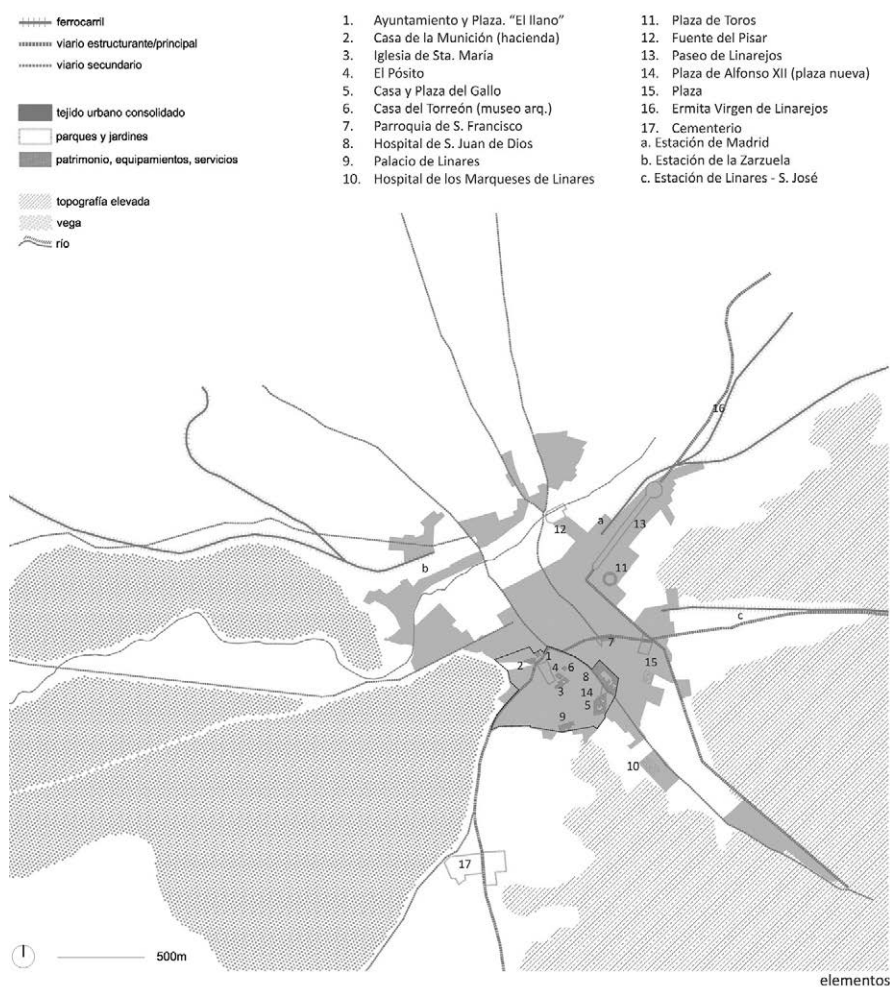 ferrocarril
viario estructurante/principal
viario secundario
tejido urbano consolidado
parques y jardines
patrimonio, equipamientos, servicios
topografía elevada
vega
río
1. Ayuntamiento y Plaza. “El llano”
2. Casa de la Munición (hacienda)
3. Iglesia de Sta. María
4. El Pósito
5. Casa y Plaza del Gallo
6. Casa del Torreón (museo arq.)
7. Parroquia de S. Francisco
8. Hospital de S. Juan de Dios
9. Palacio de Linares
10. Hospital de los Marqueses de Linares
11. Plaza de Toros
12. Fuente del Pisar
13. Paseo de Linarejos
14. Plaza de Alfonso XII (plaza nueva)
15. Plaza
16. Ermita Virgen de Linarejos
17. Cementerio
a. Estación de Madrid
b. Estación de la Zarzuela
c. Estación de Linares - S. José
16
a
13
12
b
11
c
7
1
2
4
6
15
8
3
14
5
9
10
17
500m
elementos